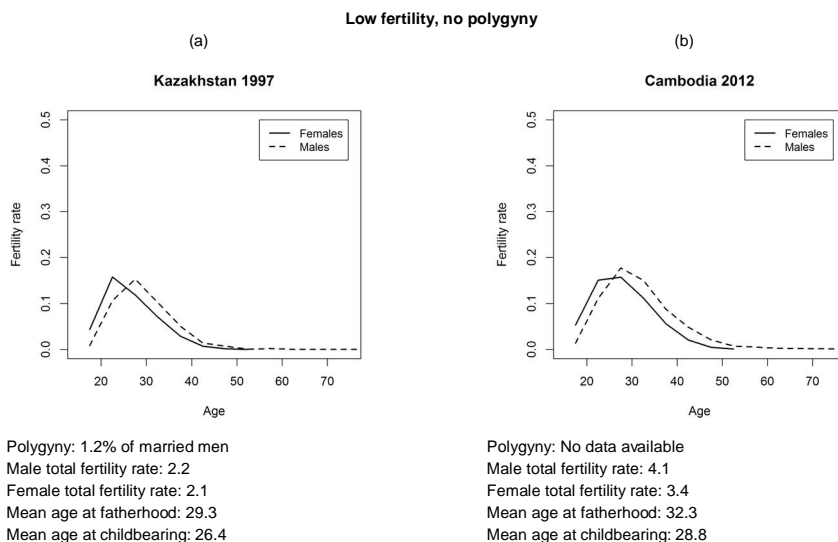 Low fertility, no polygyny
(a)
Kazakhstan 1997
Females
Males
Fertility rate
0.0
0.1
0.2
0.3
0.4
0.5
20 30 40 50 60 70
Age
Polygyny: 1.2% of married men
Male total fertility rate: 2.2
Female total fertility rate: 2.1
Mean age at fatherhood: 29.3
Mean age at childbearing: 26.4
(b)
Cambodia 2012
Females
Males
Fertility rate
0.0
0.1
0.2
0.3
0.4
0.5
20 30 40 50 60 70
Age
Polygyny: No data available
Male total fertility rate: 4.1
Female total fertility rate: 3.4
Mean age at fatherhood: 32.3
Mean age at childbearing: 28.8